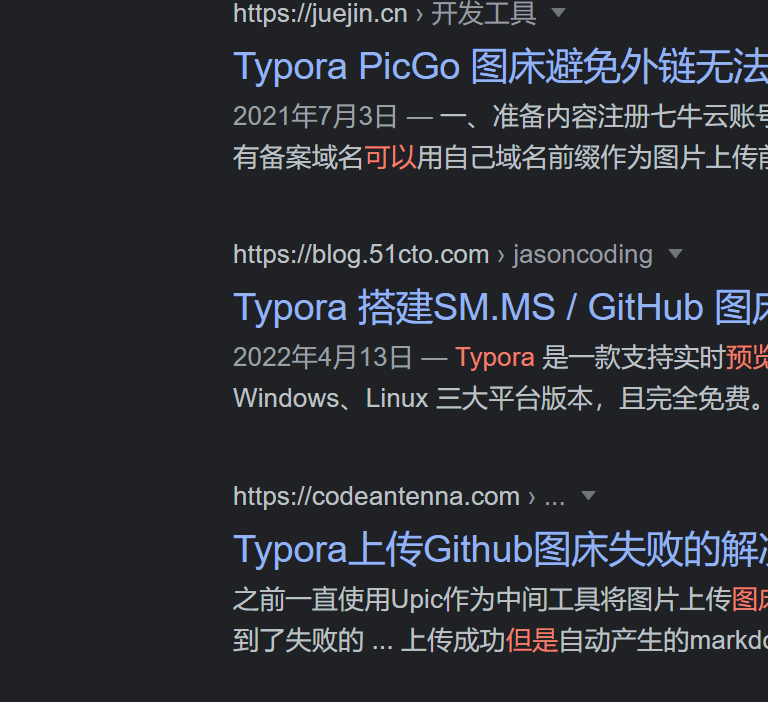 https://juejin.cn › 开发工具
Typora PicGo 图床避免外链无法
2021年7月3日 — 一、准备内容注册七牛云账号
有备案域名可以用自己域名前缀作为图片上传前
https://blog.51cto.com › jasoncoding
Typora 搭建SM.MS / GitHub 图床
2022年4月13日 — Typora 是一款支持实时预览
Windows、Linux 三大平台版本，且完全免费。
https://codeantenna.com › ...
Typora上传Github图床失败的解决
之前一直使用Upic作为中间工具将图片上传图床
到了失败的 ... 上传成功但是自动产生的markdo